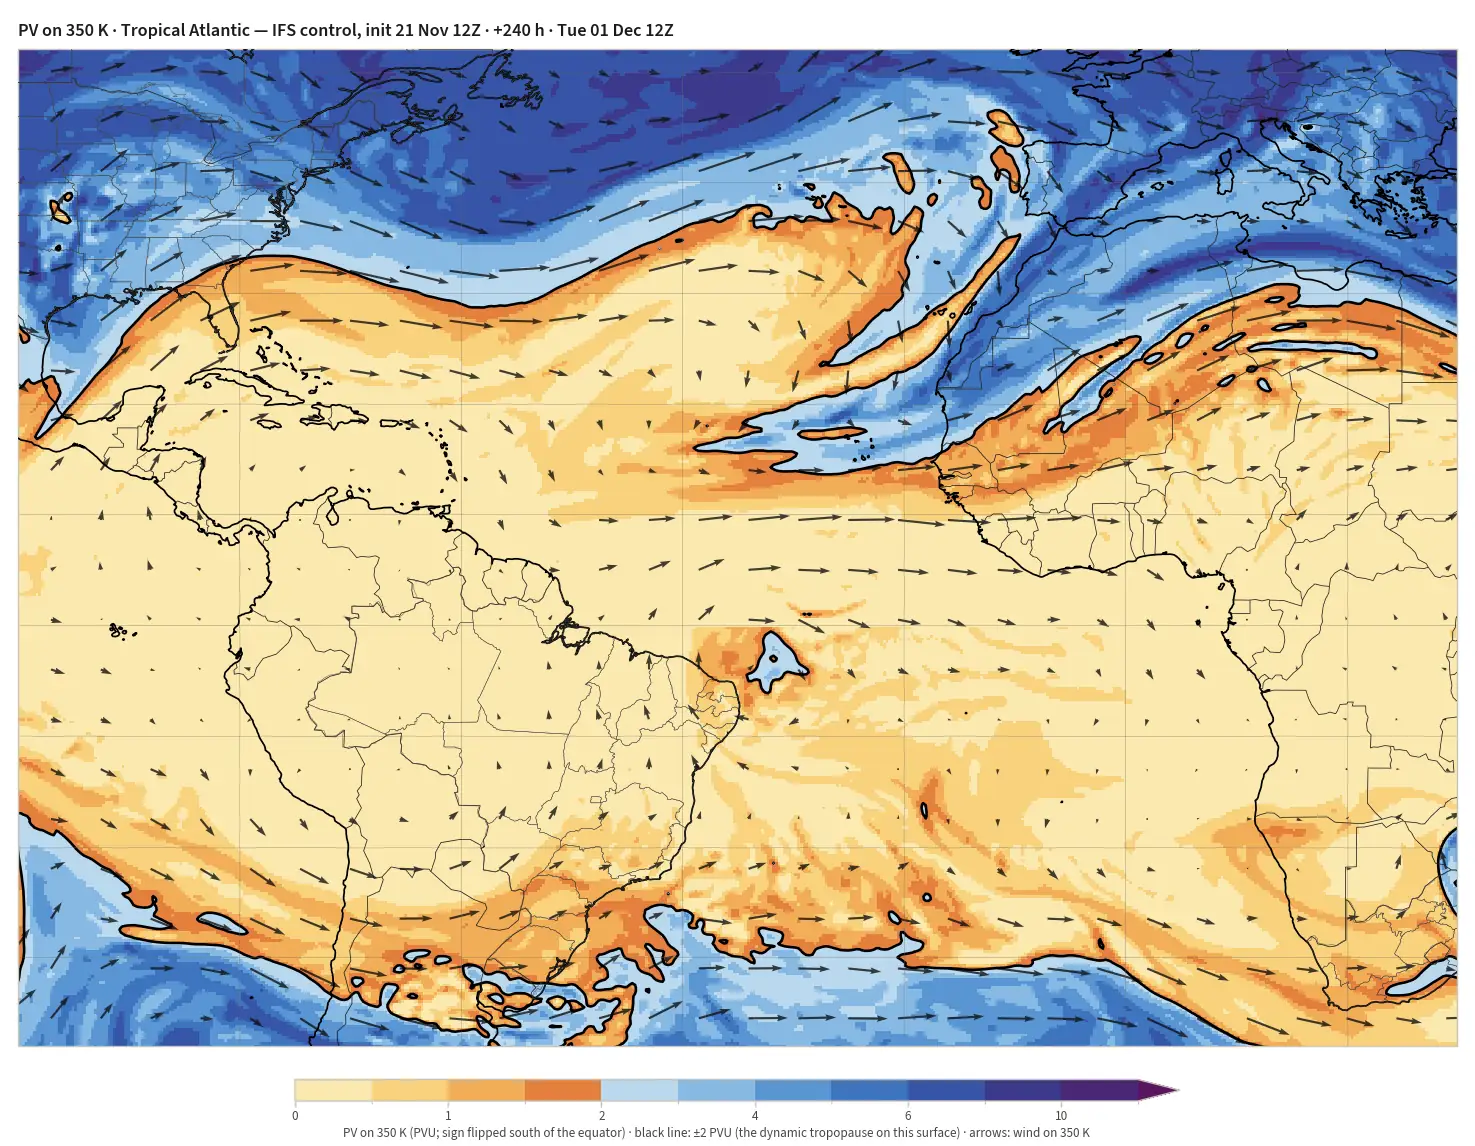 PV on 350 K · Tropical Atlantic — IFS control, init 21 Nov 12Z · +240 h · Tue 01 Dec 12Z
0 1 2 4 6 8 10
PV on 350 K (PVU; sign flipped south of the equator) · black line: ±2 PVU (the dynamic tropopause on this surface) · arrows: wind on 350 K